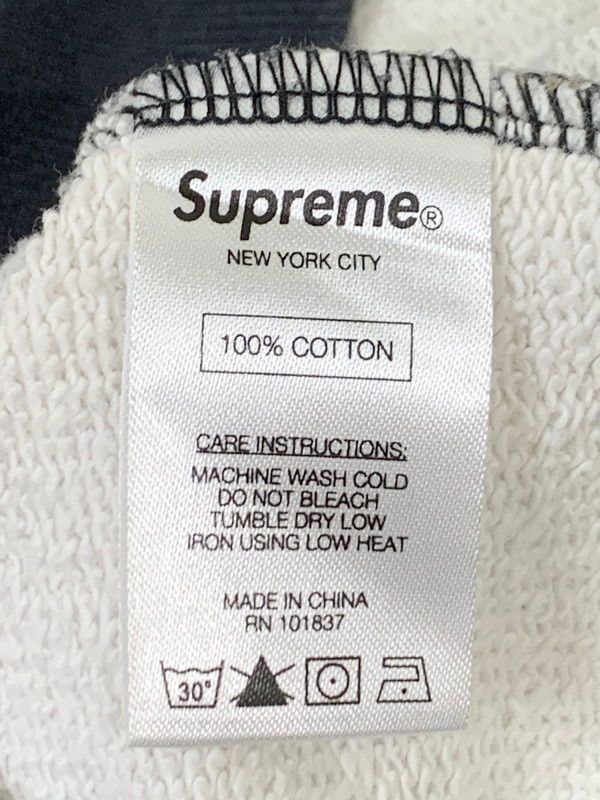 Supreme®
NEW YORK CITY
100% COTTON
CARE INSTRUCTIONS:
MACHINE WASH COLD
DO NOT BLEACH
TUMBLE DRY LOW
IRON USING LOW HEAT
MADE IN CHINA
RN 101837
30°